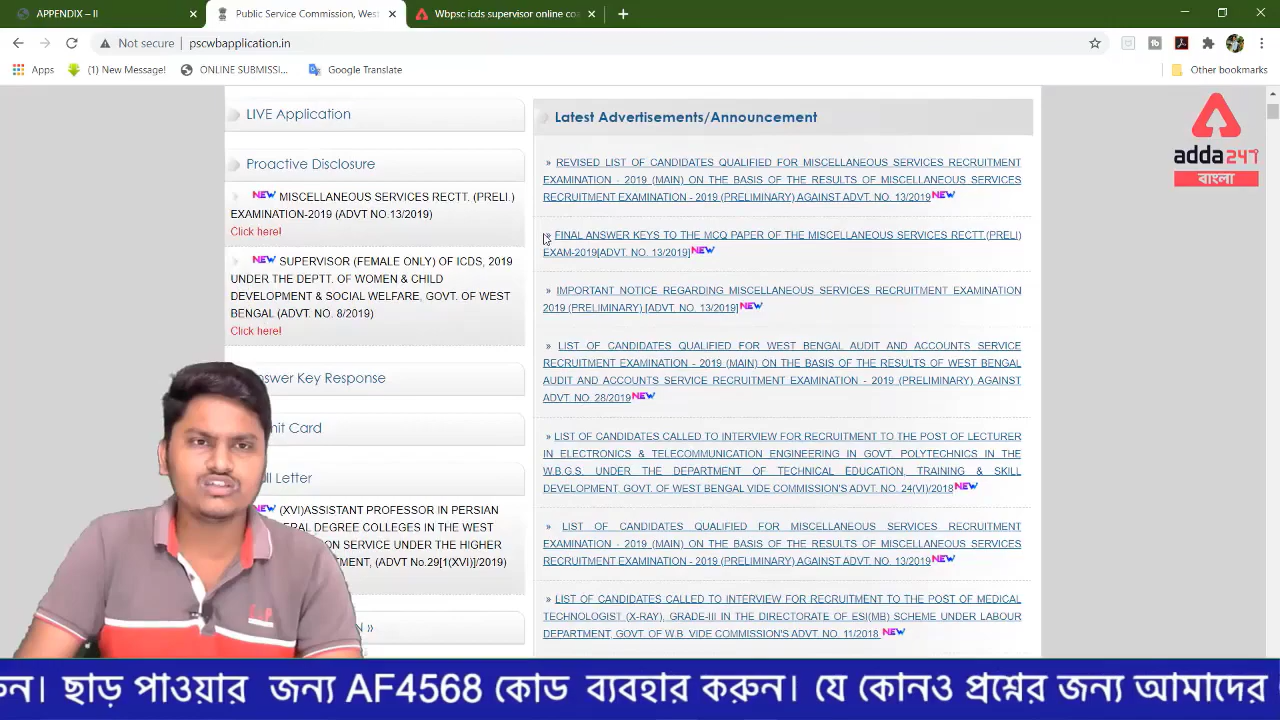 APPENDIX – II
Public Service Commission, Wes
Wbpsc icds supervisor online co
Not secure
pscwbapplication.in
Apps
(1) New Message!
ONLINE SUBMISSI...
Google Translate
Other bookmarks
LIVE Application
Proactive Disclosure
NEW MISCELLANEOUS SERVICES RECTT. (PRELI.)
EXAMINATION-2019 (ADVT NO.13/2019)
Click here!
NEW SUPERVISOR (FEMALE ONLY) OF ICDS, 2019
UNDER THE DEPTT. OF WOMEN & CHILD
DEVELOPMENT & SOCIAL WELFARE, GOVT. OF WEST
BENGAL (ADVT NO. 8/2019)
Click here!
nswer Key Response
nit Card
ll Letter
(XVI)ASSISTANT PROFESSOR IN PERSIAN
ERAL DEGREE COLLEGES IN THE WEST
ON SERVICE UNDER THE HIGHER
TMENT, (ADVT No.29[1(XVI)]/2019)
N »
Latest Advertisements/Announcement
» REVISED LIST OF CANDIDATES QUALIFIED FOR MISCELLANEOUS SERVICES RECRUITMENT
EXAMINATION - 2019 (MAIN) ON THE BASIS OF THE RESULTS OF MISCELLANEOUS SERVICES
RECRUITMENT EXAMINATION - 2019 (PRELIMINARY) AGAINST ADVT. NO. 13/2019 NEW
» FINAL ANSWER KEYS TO THE MCQ PAPER OF THE MISCELLANEOUS SERVICES RECTT.(PRELI)
EXAM-2019[ADVT. NO. 13/2019] NEW
» IMPORTANT NOTICE REGARDING MISCELLANEOUS SERVICES RECRUITMENT EXAMINATION
2019 (PRELIMINARY) [ADVT. NO. 13/2019] NEW
» LIST OF CANDIDATES QUALIFIED FOR WEST BENGAL AUDIT AND ACCOUNTS SERVICE
RECRUITMENT EXAMINATION - 2019 (MAIN) ON THE BASIS OF THE RESULTS OF WEST BENGAL
AUDIT AND ACCOUNTS SERVICE RECRUITMENT EXAMINATION - 2019 (PRELIMINARY) AGAINST
ADVT. NO. 28/2019 NEW
» LIST OF CANDIDATES CALLED TO INTERVIEW FOR RECRUITMENT TO THE POST OF LECTURER
IN ELECTRONICS & TELECOMMUNICATION ENGINEERING IN GOVT. POLYTECHNICS IN THE
W.B.G.S. UNDER THE DEPARTMENT OF TECHNICAL EDUCATION, TRAINING & SKILL
DEVELOPMENT, GOVT. OF WEST BENGAL VIDE COMMISSION'S ADVT. NO. 24(VI)/2018 NEW
» LIST OF CANDIDATES QUALIFIED FOR MISCELLANEOUS SERVICES RECRUITMENT
EXAMINATION - 2019 (MAIN) ON THE BASIS OF THE RESULTS OF MISCELLANEOUS SERVICES
RECRUITMENT EXAMINATION - 2019 (PRELIMINARY) AGAINST ADVT. NO. 13/2019 NEW
» LIST OF CANDIDATES CALLED TO INTERVIEW FOR RECRUITMENT TO THE POST OF MEDICAL
TECHNOLOGIST (X-RAY), GRADE-III IN THE DIRECTORATE OF ESI(MB) SCHEME UNDER LABOUR
DEPARTMENT, GOVT. OF W.B. VIDE COMMISSION'S ADVT. NO. 11/2018 NEW
adda247
বাংলা
রুন। ছাড় পাওয়ার জন্য AF4568 কোড ব্যবহার করুন। যে কোনও প্রশ্নের জন্য আমাদের